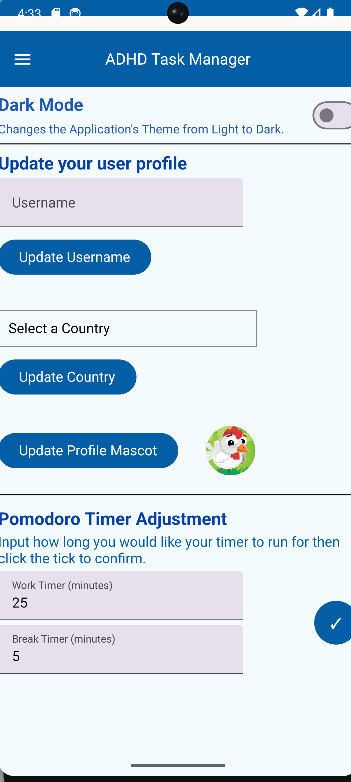 4:33
ADHD Task Manager
Dark Mode
Changes the Application's Theme from Light to Dark.
Update your user profile
Username
Update Username
Select a Country
Update Country
Update Profile Mascot
Pomodoro Timer Adjustment
Input how long you would like your timer to run for then
click the tick to confirm.
Work Timer (minutes)
25
Break Timer (minutes)
5